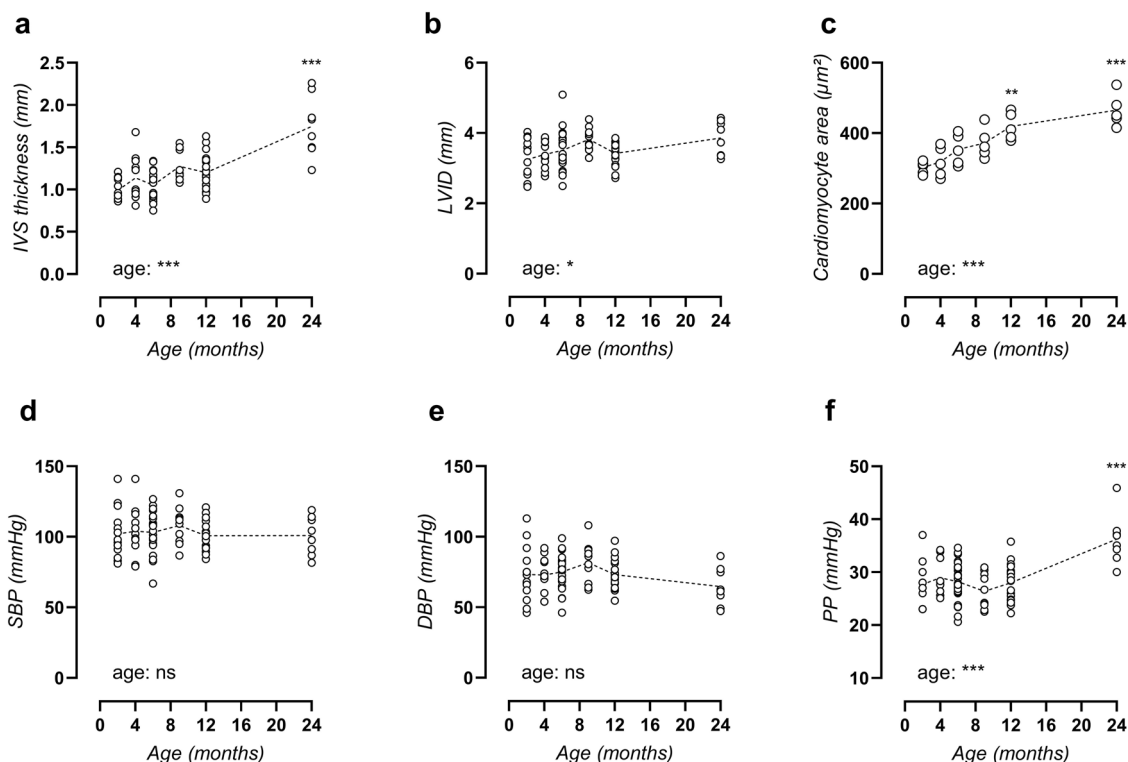 a
IVS thickness (mm)
2.5
2.0
1.5
1.0
0.5
0.0
***
age: ***
0 4 8 12 16 20 24
Age (months)
b
LVID (mm)
6
4
2
0
age: *
0 4 8 12 16 20 24
Age (months)
c
Cardiomyocyte area (µm²)
600
400
200
0
**
***
age: ***
0 4 8 12 16 20 24
Age (months)
d
SBP (mmHg)
150
100
50
0
age: ns
0 4 8 12 16 20 24
Age (months)
e
DBP (mmHg)
150
100
50
0
age: ns
0 4 8 12 16 20 24
Age (months)
f
PP (mmHg)
50
40
30
20
10
***
age: ***
0 4 8 12 16 20 24
Age (months)